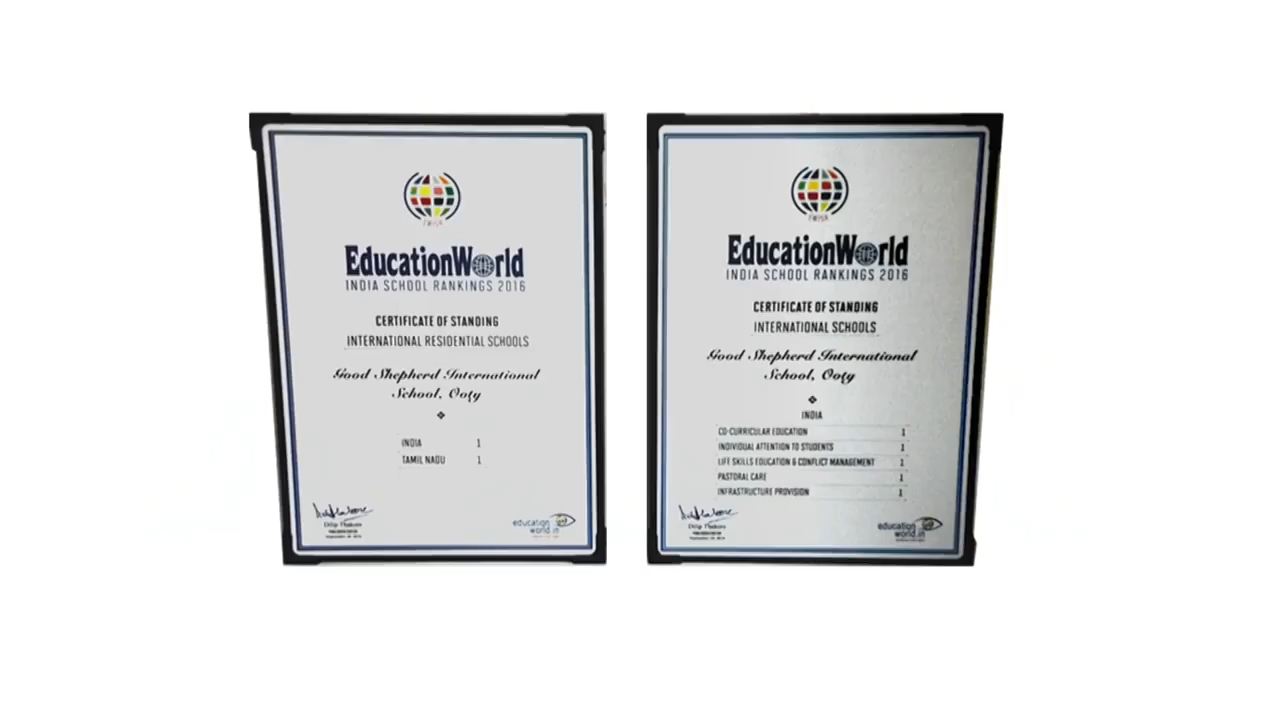 EducationWorld
INDIA SCHOOL RANKINGS 2016
CERTIFICATE OF STANDING
INTERNATIONAL RESIDENTIAL SCHOOLS
Good Shepherd International
School, Ooty
INDIA 1
TAMIL NADU 1
Dilip Thakore
education
world.in
EducationWorld
INDIA SCHOOL RANKINGS 2016
CERTIFICATE OF STANDING
INTERNATIONAL SCHOOLS
Good Shepherd International
School, Ooty
INDIA
CO-CURRICULAR EDUCATION 1
INDIVIDUAL ATTENTION TO STUDENTS 1
LIFE SKILLS EDUCATION & CONFLICT MANAGEMENT 1
PASTORAL CARE 1
INFRASTRUCTURE PROVISION 1
Dilip Thakore
education
world.in